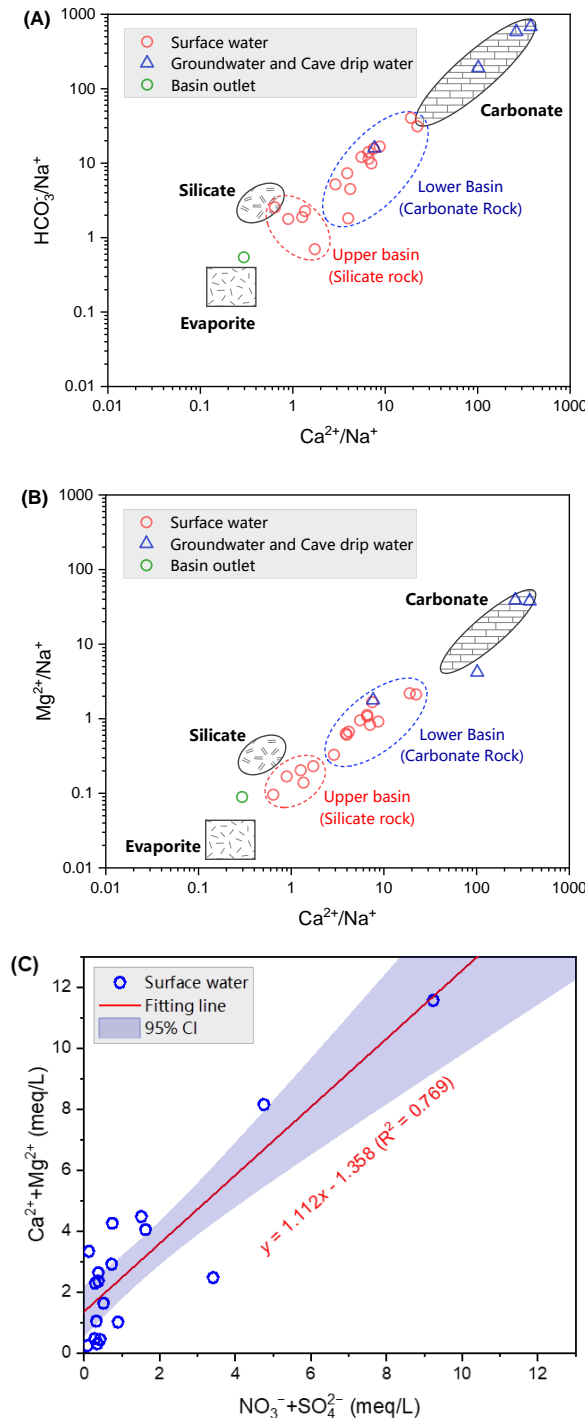 (A)
1000
100
10
1
0.1
0.01
HCO₃⁻/Na⁺
Surface water
Groundwater and Cave drip water
Basin outlet
Carbonate
Silicate
Lower Basin
(Carbonate Rock)
Upper basin
(Silicate rock)
Evaporite
0.01 0.1 1 10 100 1000
Ca²⁺/Na⁺
(B)
1000
100
10
1
0.1
0.01
Mg²⁺/Na⁺
Surface water
Groundwater and Cave drip water
Basin outlet
Carbonate
Silicate
Lower Basin
(Carbonate Rock)
Upper basin
(Silicate rock)
Evaporite
0.01 0.1 1 10 100 1000
Ca²⁺/Na⁺
(C)
12
10
8
6
4
2
0
Ca²⁺+Mg²⁺ (meq/L)
Surface water
Fitting line
95% CI
y = 1.112x - 1.358 (R² = 0.769)
0 2 4 6 8 10 12
NO₃⁻+SO₄²⁻ (meq/L)